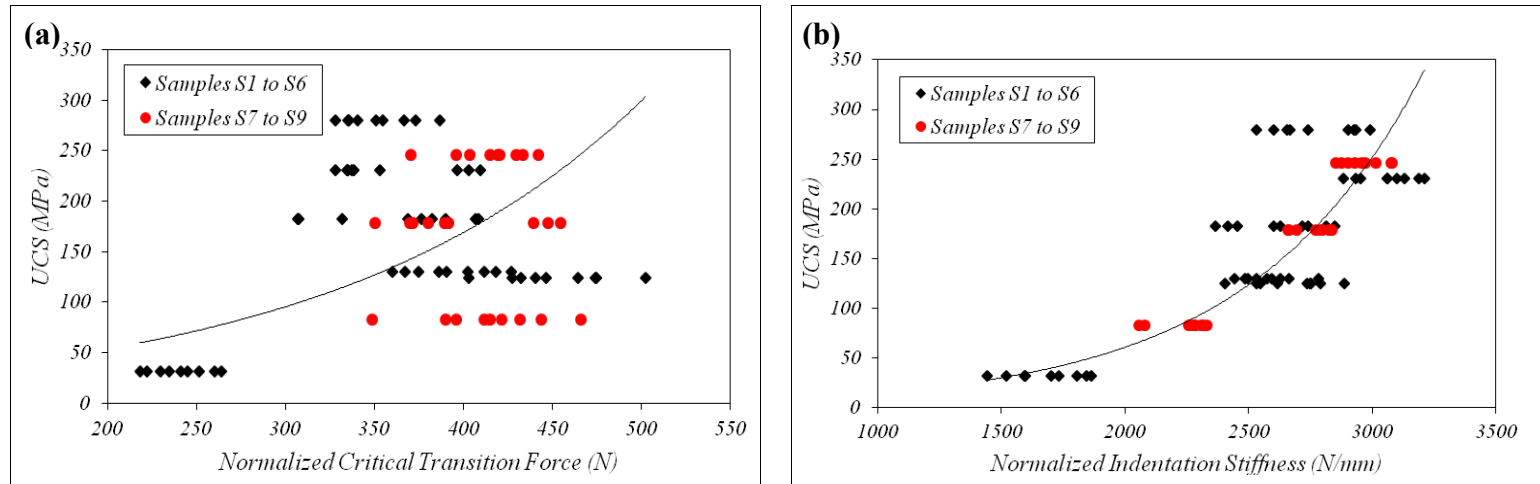 (a)
350
300
250
200
150
100
50
0
UCS (MPa)
Samples S1 to S6
Samples S7 to S9
200 250 300 350 400 450 500 550
Normalized Critical Transition Force (N)
(b)
350
300
250
200
150
100
50
0
UCS (MPa)
Samples S1 to S6
Samples S7 to S9
1000 1500 2000 2500 3000 3500
Normalized Indentation Stiffness (N/mm)